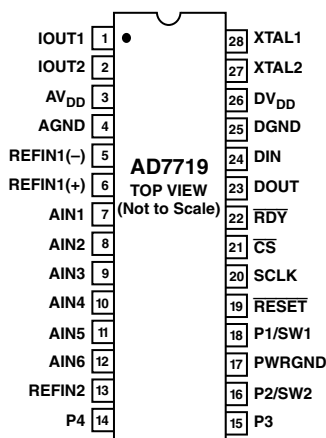 IOUT1 1
IOUT2 2
AVDD 3
AGND 4
REFIN1(–) 5
REFIN1(+) 6
AIN1 7
AIN2 8
AIN3 9
AIN4 10
AIN5 11
AIN6 12
REFIN2 13
P4 14
AD7719
TOP VIEW
(Not to Scale)
28 XTAL1
27 XTAL2
26 DVDD
25 DGND
24 DIN
23 DOUT
22 RDY
21 CS
20 SCLK
19 RESET
18 P1/SW1
17 PWRGND
16 P2/SW2
15 P3